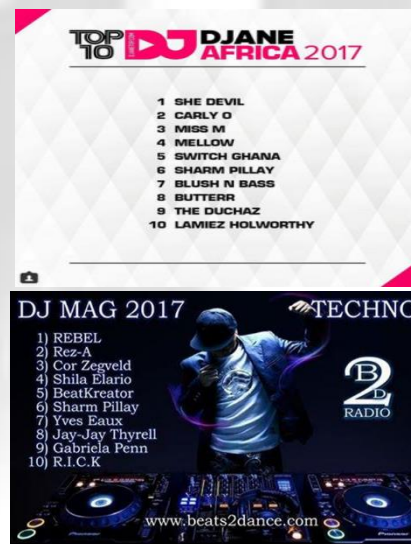 TOP 10 DJ DJANE AFRICA 2017
1 SHE DEVIL
2 CARLY O
3 MISS M
4 MELLOW
5 SWITCH GHANA
6 SHARM PILLAY
7 BLUSH N BASS
8 BUTTERR
9 THE DUCHAZ
10 LAMIEZ HOLWORTHY
DJ MAG 2017 TECHNO
1) REBEL
2) Rez-A
3) Cor Zegveld
4) Shila Elario
5) BeatKreator
6) Sharm Pillay
7) Yves Eaux
8) Jay-Jay Thyrell
9) Gabriela Penn
10) R.I.C.K
B2D
RADIO
www.beats2dance.com